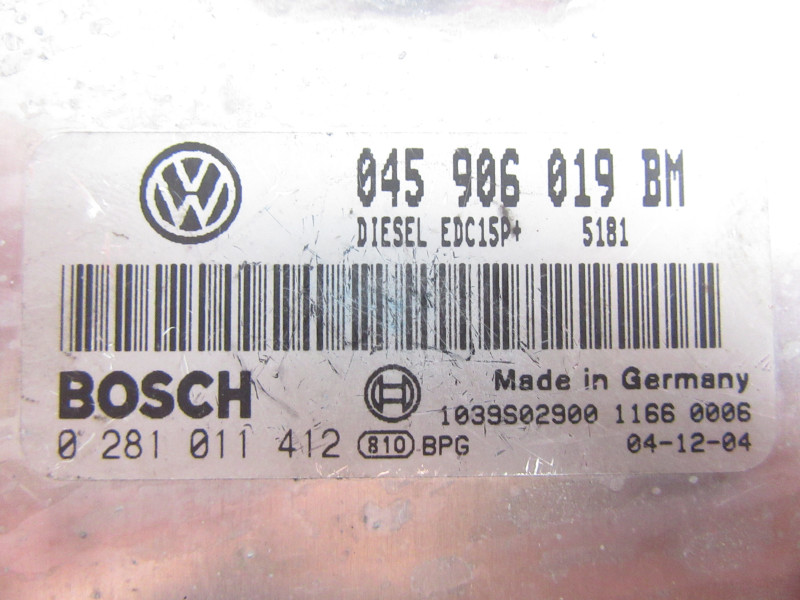 VW
045 906 019 BM
DIESEL EDC15P+ 5181
BOSCH
Made in Germany
1039S02900 1166 0006
0 281 011 412 810 BPG 04-12-04